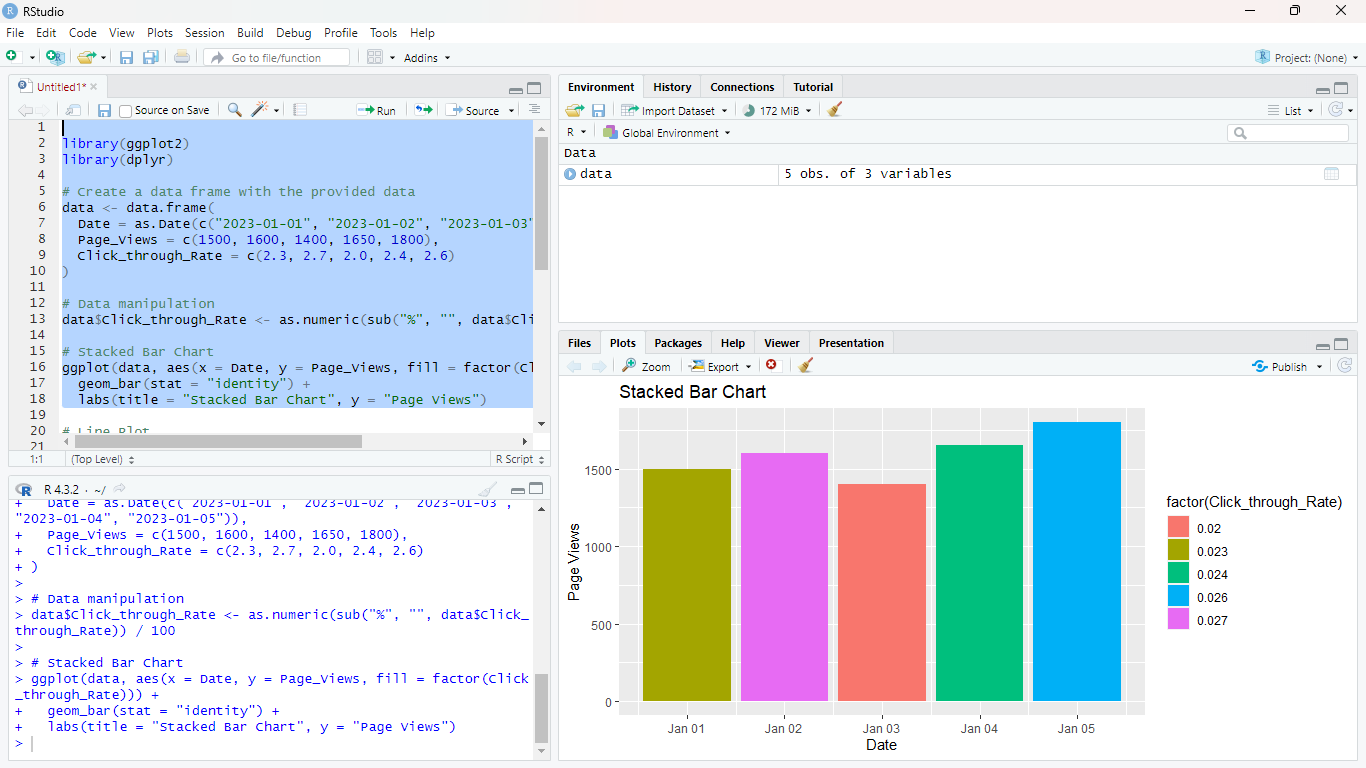 RStudio
File Edit Code View Plots Session Build Debug Profile Tools Help
Go to file/function Addins Project: (None)
Untitled1*
Source on Save Run Source
1
2 library(ggplot2)
3 library(dplyr)
4
5 # Create a data frame with the provided data
6 data <- data.frame(
7 Date = as.Date(c("2023-01-01", "2023-01-02", "2023-01-03"
8 Page_Views = c(1500, 1600, 1400, 1650, 1800),
9 Click_through_Rate = c(2.3, 2.7, 2.0, 2.4, 2.6)
10 )
11
12 # Data manipulation
13 data$Click_through_Rate <- as.numeric(sub("%", "", data$Cli
14
15 # Stacked Bar Chart
16 ggplot(data, aes(x = Date, y = Page_Views, fill = factor(Cl
17 geom_bar(stat = "identity") +
18 labs(title = "Stacked Bar Chart", y = "Page Views")
19
20 # Line Plot
21
1:1 (Top Level) R Script
R 4.3.2 · ~/
+ Date = as.Date(c("2023-01-01", "2023-01-02", "2023-01-03",
"2023-01-04", "2023-01-05")),
+ Page_Views = c(1500, 1600, 1400, 1650, 1800),
+ Click_through_Rate = c(2.3, 2.7, 2.0, 2.4, 2.6)
+ )
>
> # Data manipulation
> data$Click_through_Rate <- as.numeric(sub("%", "", data$Click_
through_Rate)) / 100
>
> # Stacked Bar Chart
> ggplot(data, aes(x = Date, y = Page_Views, fill = factor(Click
_through_Rate))) +
+ geom_bar(stat = "identity") +
+ labs(title = "Stacked Bar Chart", y = "Page Views")
>
Environment History Connections Tutorial
Import Dataset 172 MiB List
R Global Environment
Data
data 5 obs. of 3 variables
Files Plots Packages Help Viewer Presentation
Zoom Export Publish
Stacked Bar Chart
Page Views
1500
1000
500
0
Jan 01 Jan 02 Jan 03 Jan 04 Jan 05
Date
factor(Click_through_Rate)
0.02
0.023
0.024
0.026
0.027